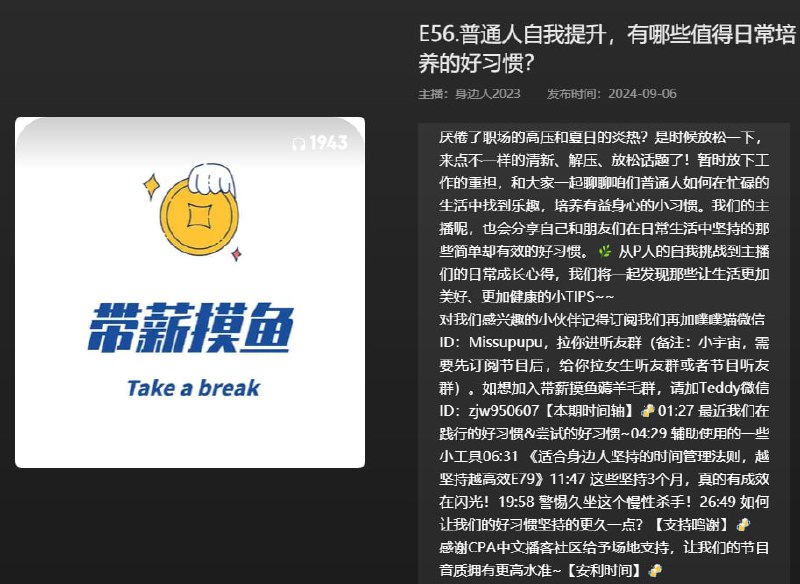 E56.普通人自我提升，有哪些值得日常培
养的好习惯？
主播：身边人2023 发布时间：2024-09-06
1943
带薪摸鱼
Take a break
厌倦了职场的高压和夏日的炎热？是时候放松一下，
来点不一样的清新、解压、放松话题了！暂时放下工
作的重担，和大家一起聊聊咱们普通人如何在忙碌的
生活中找到乐趣，培养有益身心的小习惯。我们的主
播呢，也会分享自己和朋友们在日常生活中坚持的那
些简单却有效的好习惯。🌿 从P人的自我挑战到主播
们的日常成长心得，我们将一起发现那些让生活更加
美好、更加健康的小TIPS~~
对我们感兴趣的小伙伴记得订阅我们再加噗噗猫微信
ID：Missupupu，拉你进听友群（备注：小宇宙，需
要先订阅节目后，给你拉女生听友群或者节目听友
群）。如想加入带薪摸鱼薅羊毛群，请加Teddy微信
ID：zjw950607【本期时间轴】01:27 最近我们在
践行的好习惯&尝试的好习惯~04:29 辅助使用的一些
小工具06:31 《适合身边人坚持的时间管理法则，越
坚持越高效E79》11:47 这些坚持3个月，真的有成效
在闪光！19:58 警惕久坐这个慢性杀手！26:49 如何
让我们的好习惯坚持的更久一点？【支持鸣谢】
感谢CPA中文播客社区给予场地支持，让我们的节目
音质拥有更高水准~【安利时间】